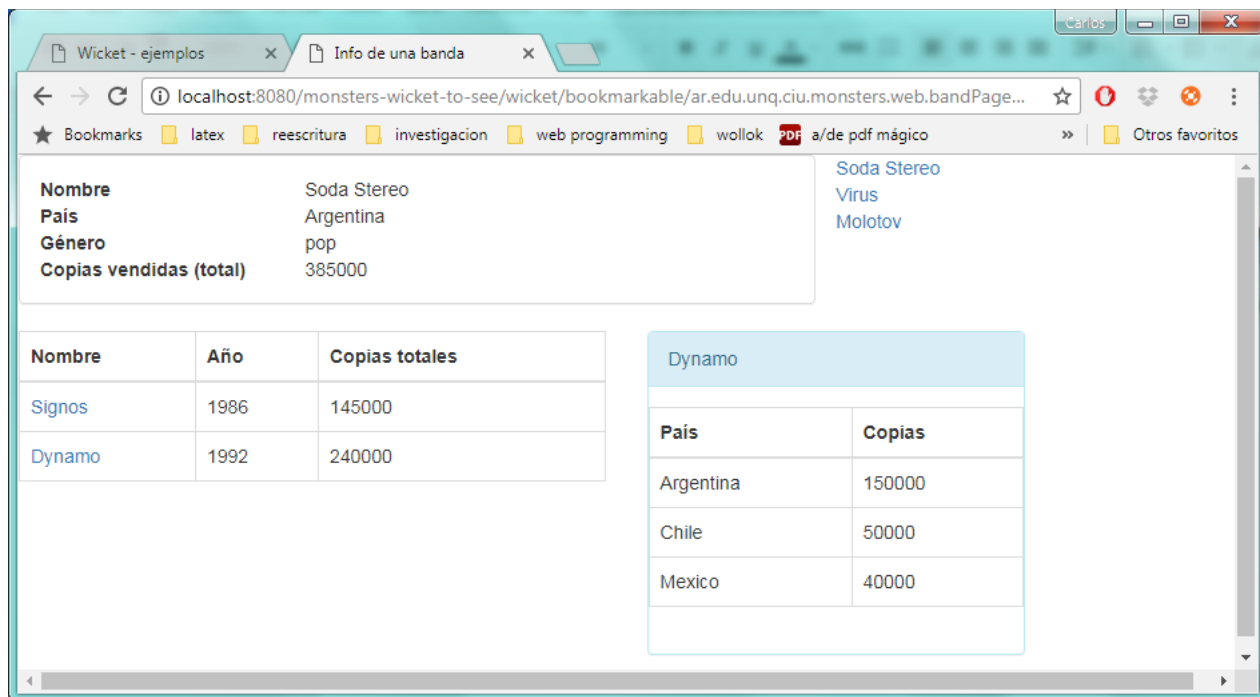 Carlos
Wicket - ejemplos
Info de una banda
localhost:8080/monsters-wicket-to-see/wicket/bookmarkable/ar.edu.unq.ciu.monsters.web.bandPage...
Bookmarks latex reescritura investigacion web programming wollok PDF a/de pdf mágico » Otros favoritos
Nombre Soda Stereo
País Argentina
Género pop
Copias vendidas (total) 385000
Soda Stereo
Virus
Molotov
Nombre Año Copias totales
Signos 1986 145000
Dynamo 1992 240000
Dynamo
País Copias
Argentina 150000
Chile 50000
Mexico 40000